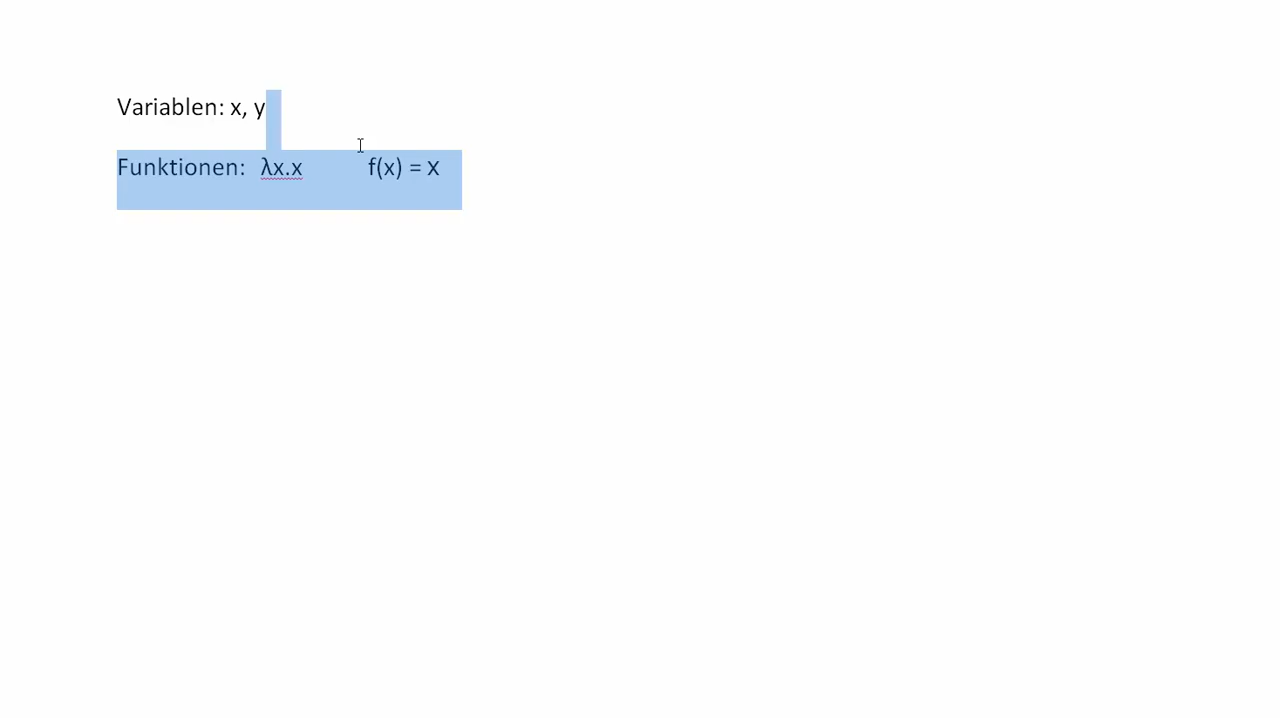 Variablen: x, y
Funktionen: λx.x f(x) = x